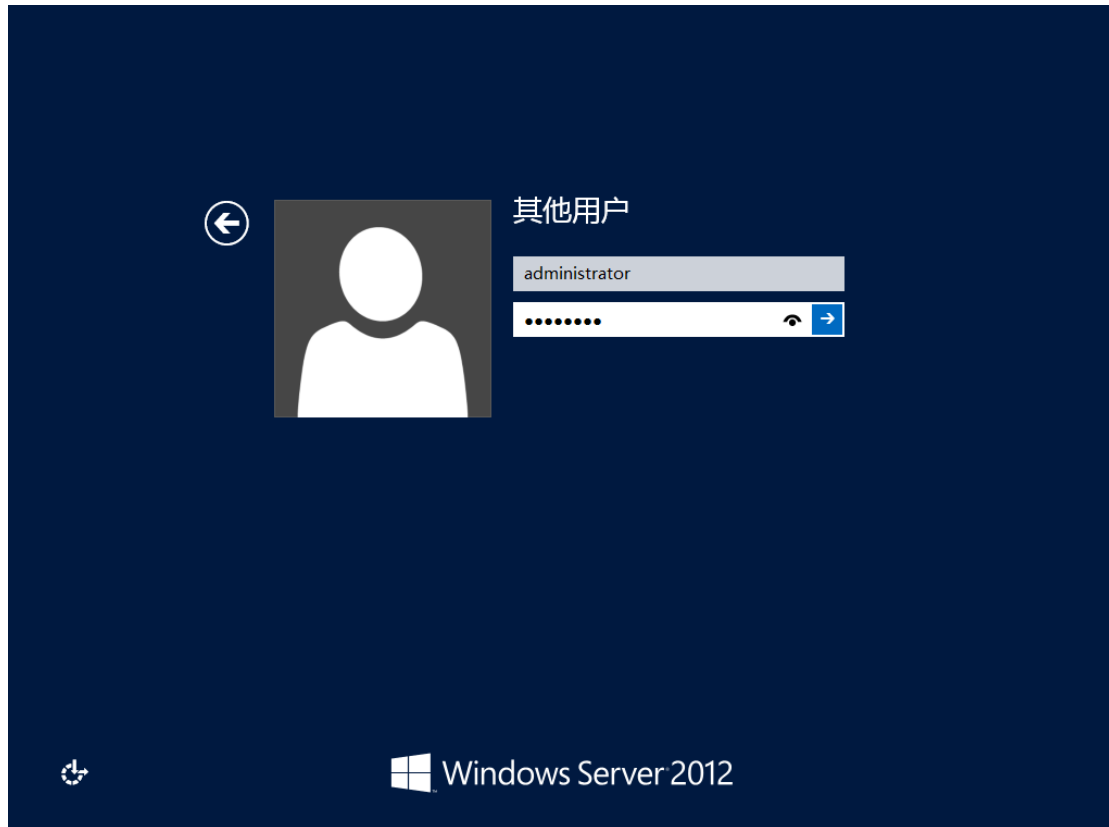 其他用户
administrator
••••••••
Windows Server 2012